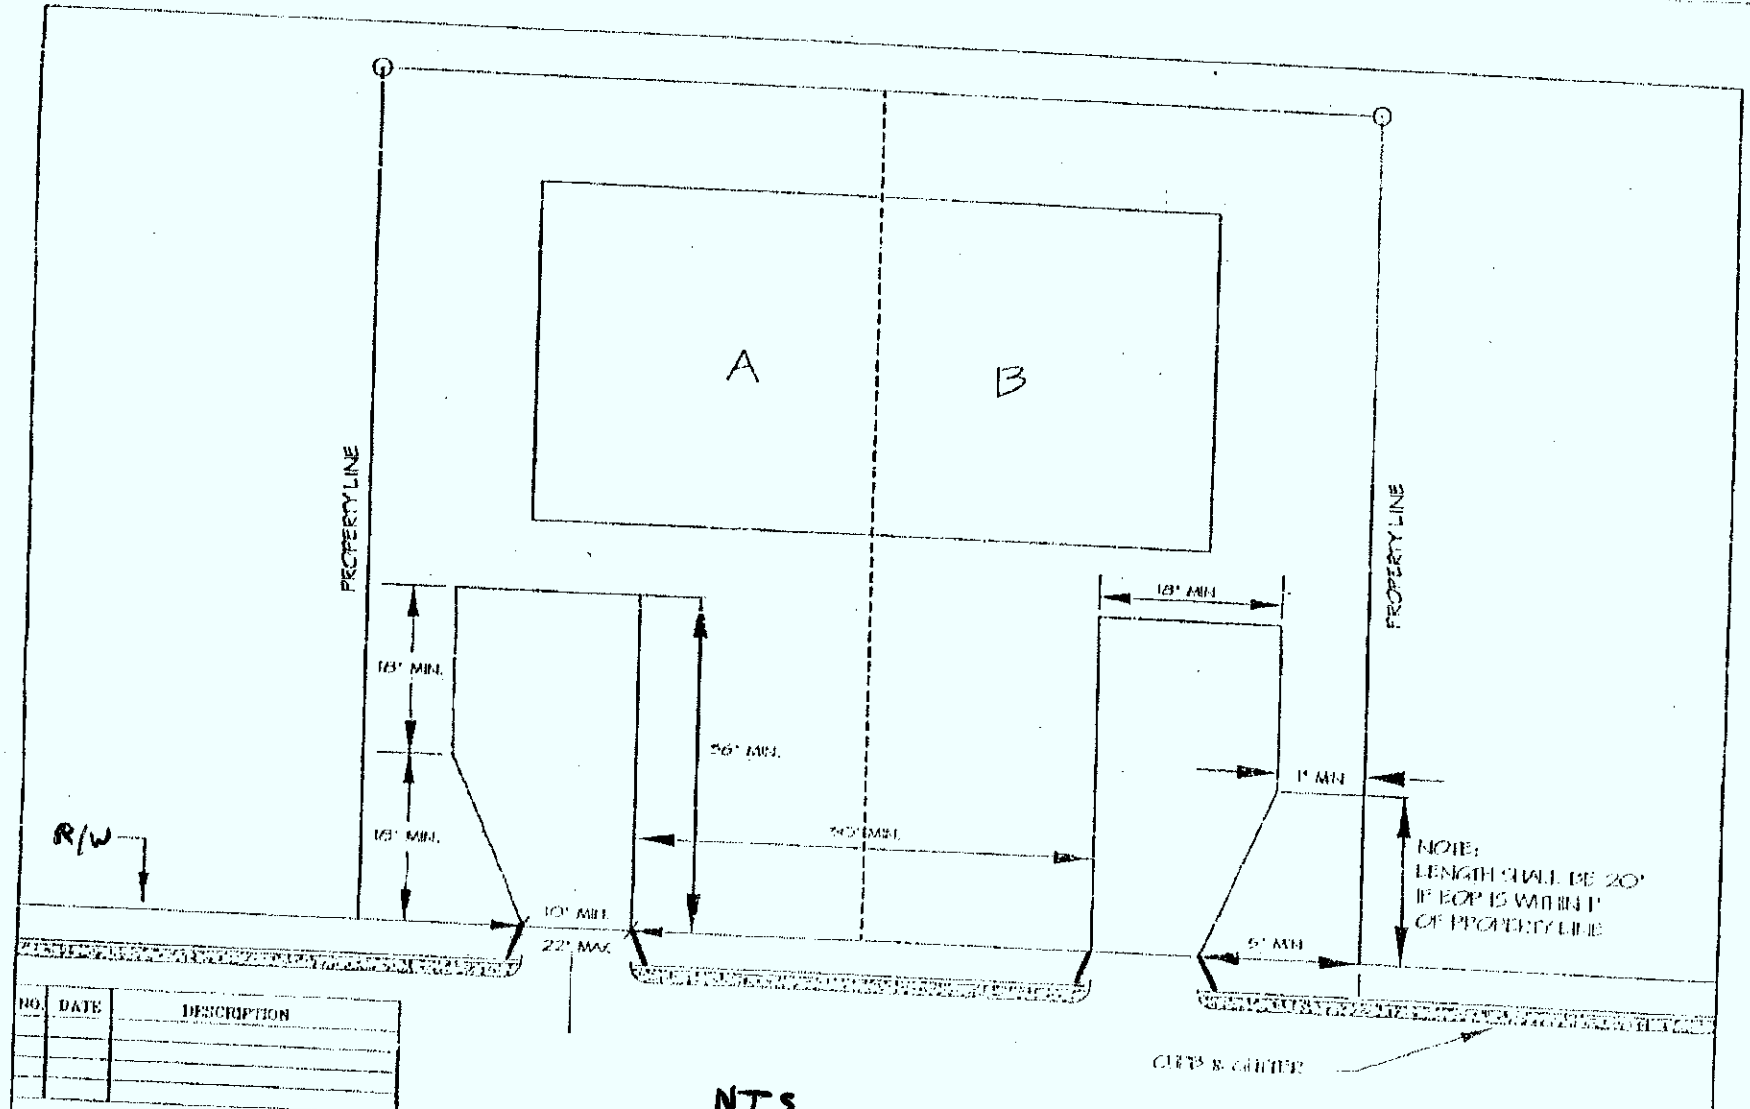 A
B
PROPERTY LINE
PROPERTY LINE
18' MIN.
18' MIN.
18' MIN.
36' MIN.
1' MIN
MIN.
R/W
10' MIN.
22' MAX
5' MIN
NOTE:
LENGTH SHALL BE 20'
IF EOP IS WITHIN 1'
OF PROPERTY LINE
NO. DATE DESCRIPTION
CURB & GUTTER
NTS